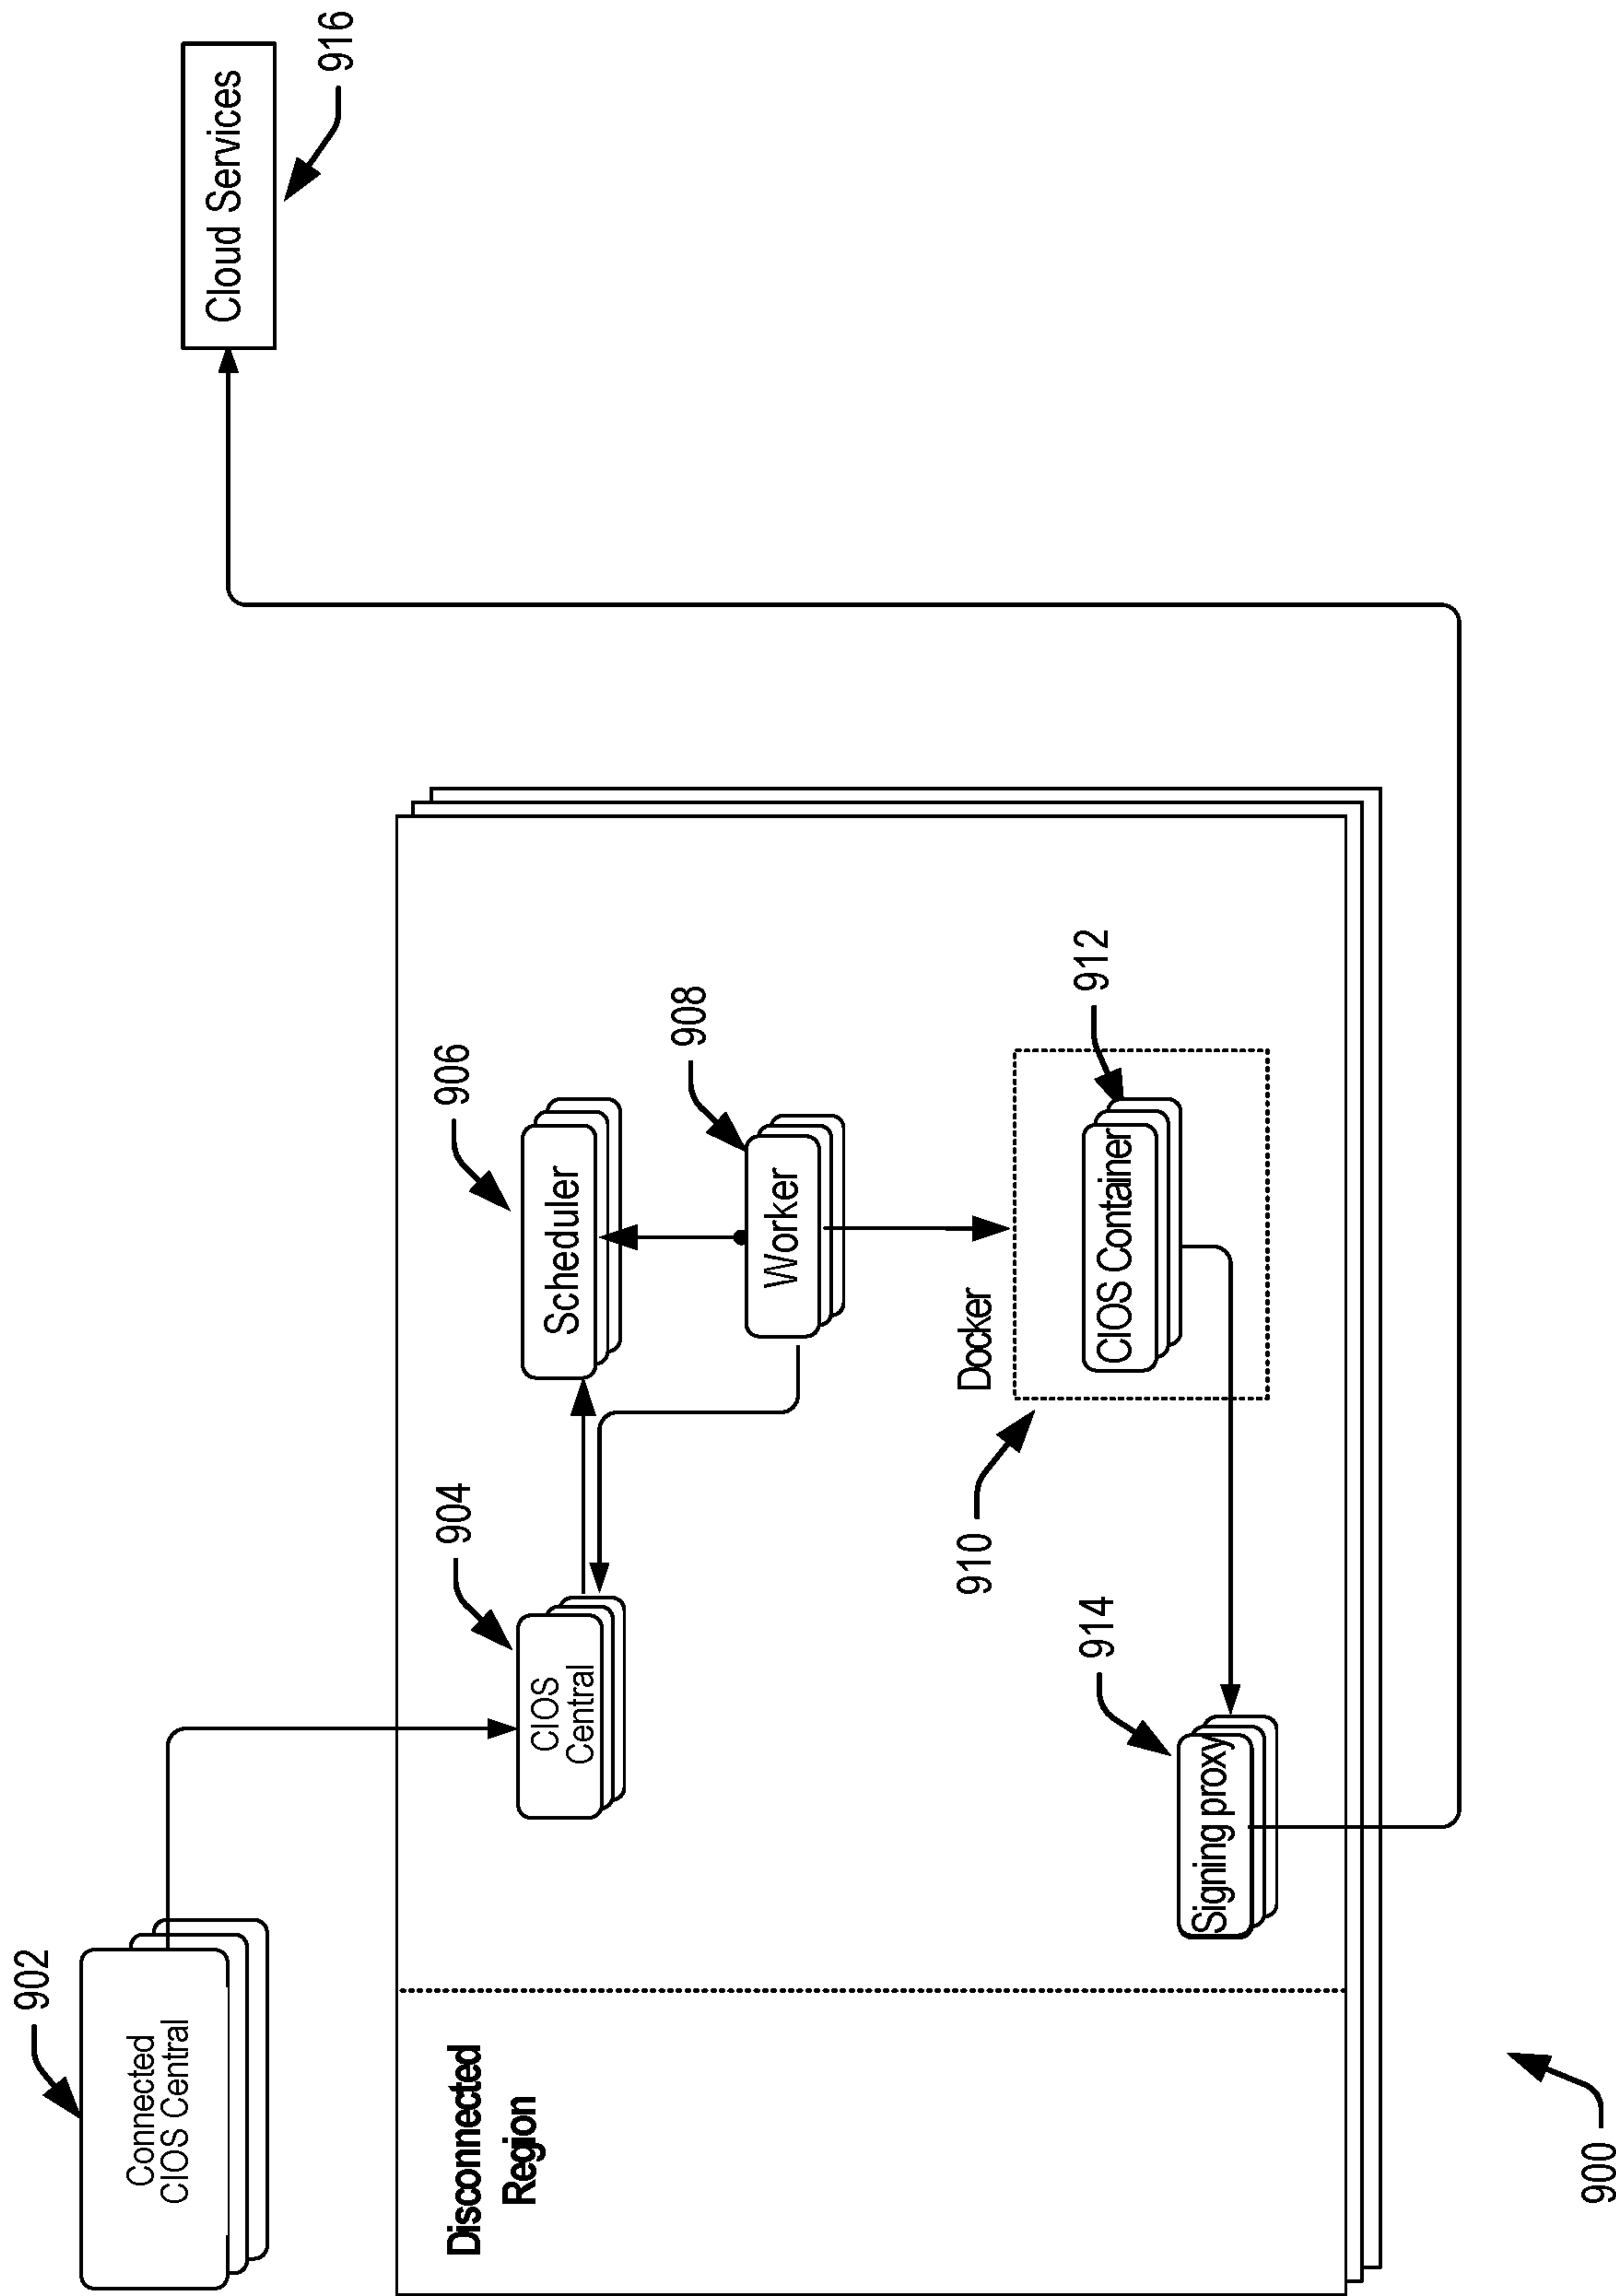 902
Connected
CIOS Central
Cloud Services
916
Disconnected
Region
904
CIOS
Central
906
Scheduler
908
Worker
910
Docker
912
CIOS Container
914
Signing proxy
900